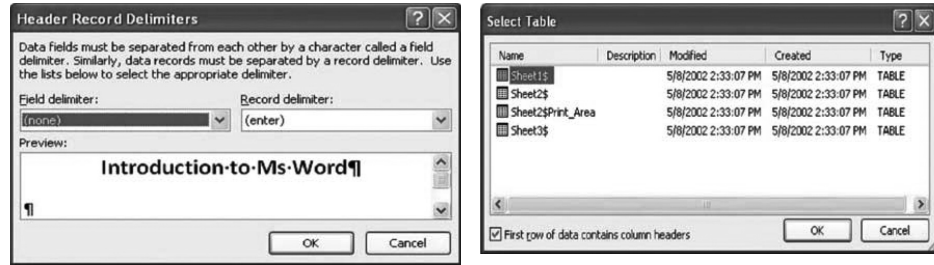 Header Record Delimiters
Data fields must be separated from each other by a character called a field
delimiter. Similarly, data records must be separated by a record delimiter. Use
the lists below to select the appropriate delimiter.
Field delimiter: Record delimiter:
(none) (enter)
Preview:
Introduction·to·Ms·Word¶
¶
OK Cancel
Select Table
Name Description Modified Created Type
Sheet1$ 5/8/2002 2:33:07 PM 5/8/2002 2:33:07 PM TABLE
Sheet2$ 5/8/2002 2:33:07 PM 5/8/2002 2:33:07 PM TABLE
Sheet2$Print_Area 5/8/2002 2:33:07 PM 5/8/2002 2:33:07 PM TABLE
Sheet3$ 5/8/2002 2:33:07 PM 5/8/2002 2:33:07 PM TABLE
First row of data contains column headers OK Cancel